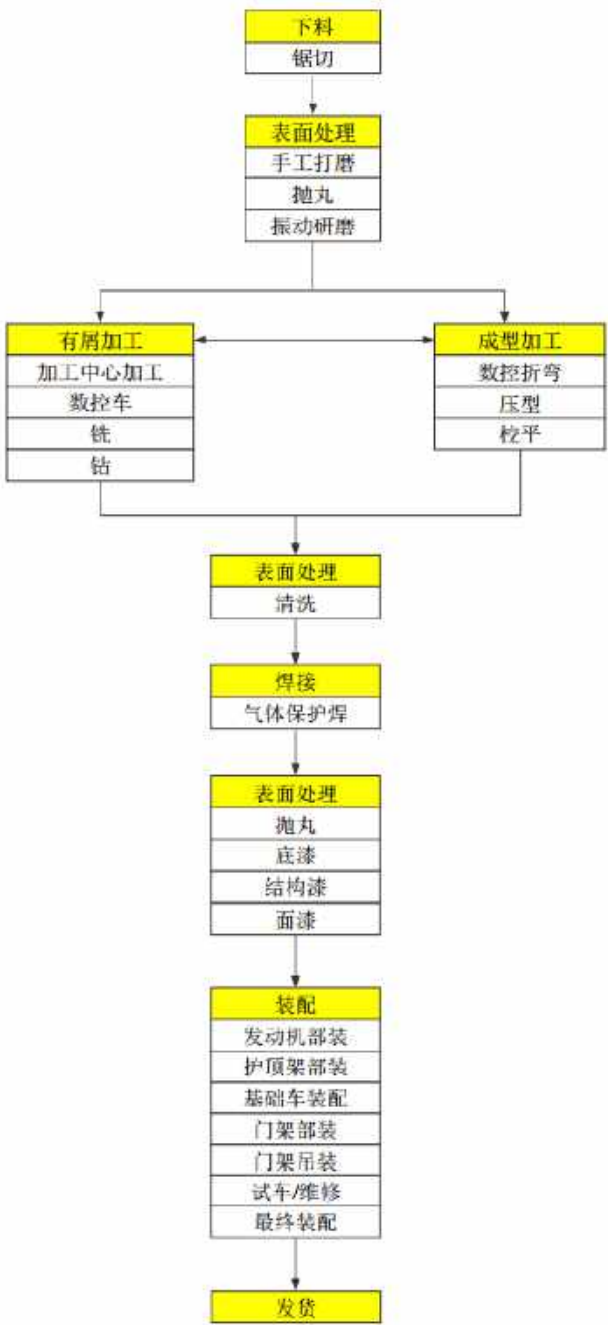 下料
锯切
表面处理
手工打磨
抛丸
振动研磨
有屑加工
加工中心加工
数控车
铣
钻
成型加工
数控折弯
压型
校平
表面处理
清洗
焊接
气体保护焊
表面处理
抛丸
底漆
结构漆
面漆
装配
发动机部装
护顶架部装
基础车装配
门架部装
门架吊装
试车/维修
最终装配
发货